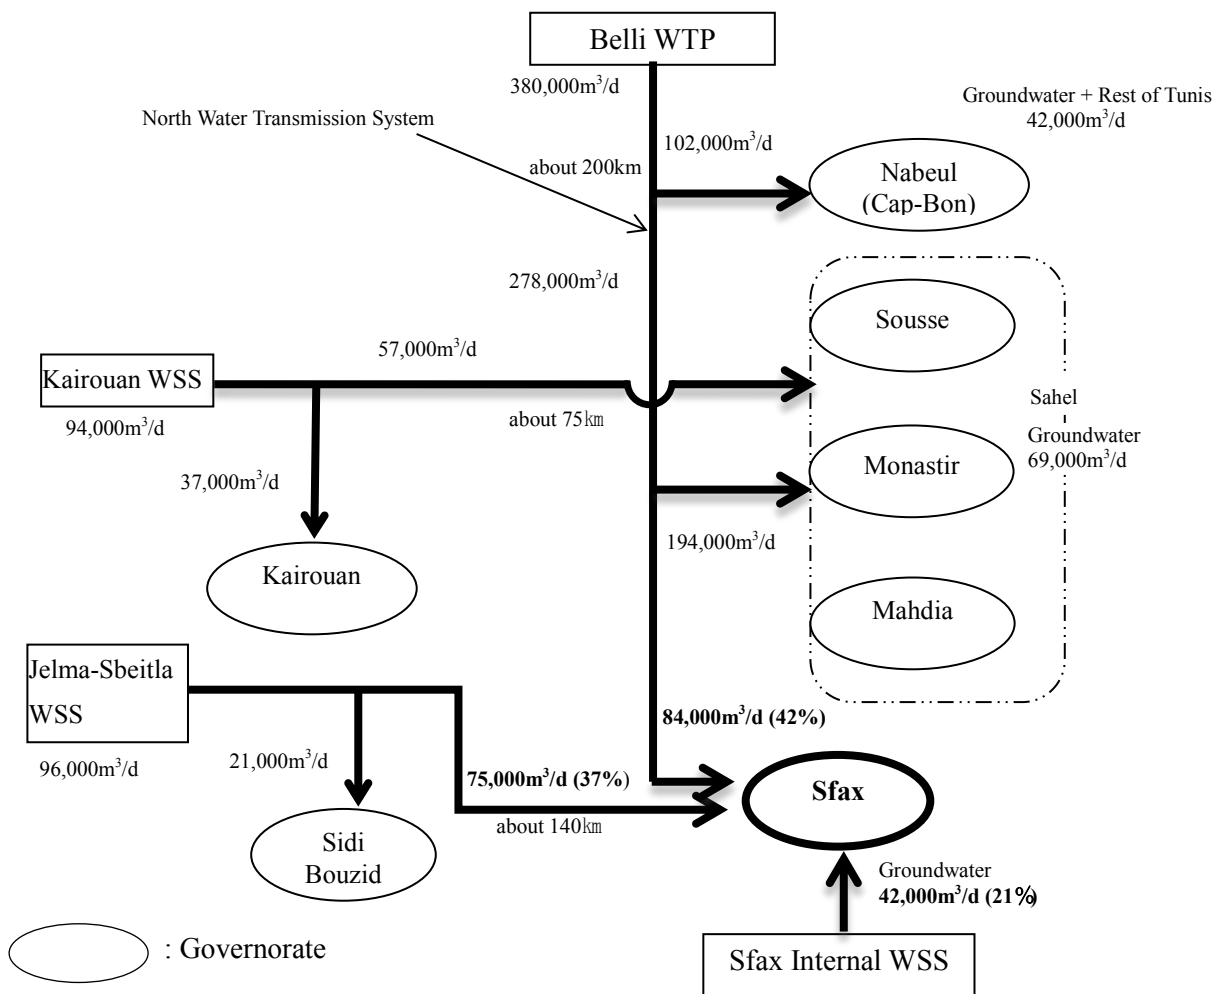 Belli WTP
380,000m³/d
Groundwater + Rest of Tunis
42,000m³/d
North Water Transmission System
102,000m³/d
about 200km
Nabeul
(Cap-Bon)
278,000m³/d
Sousse
57,000m³/d
Kairouan WSS
about 75㎞
94,000m³/d
Sahel
Groundwater
69,000m³/d
Monastir
37,000m³/d
194,000m³/d
Kairouan
Mahdia
Jelma-Sbeitla
WSS
84,000m³/d (42%)
96,000m³/d
21,000m³/d
75,000m³/d (37%)
Sfax
about 140㎞
Sidi
Bouzid
Groundwater
42,000m³/d (21%)
: Governorate
Sfax Internal WSS